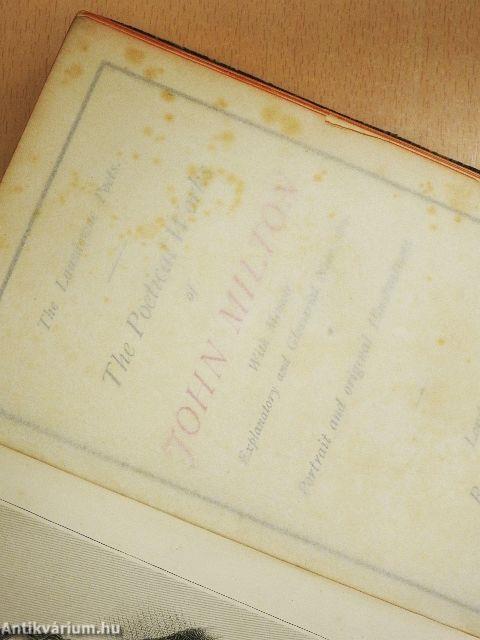 The Lansdowne Poets.
The Poetical Works
of
JOHN MILTON
With Memoir
Explanatory and Glossarial Notes
Portrait and original Illustrations
Antikvárium.hu